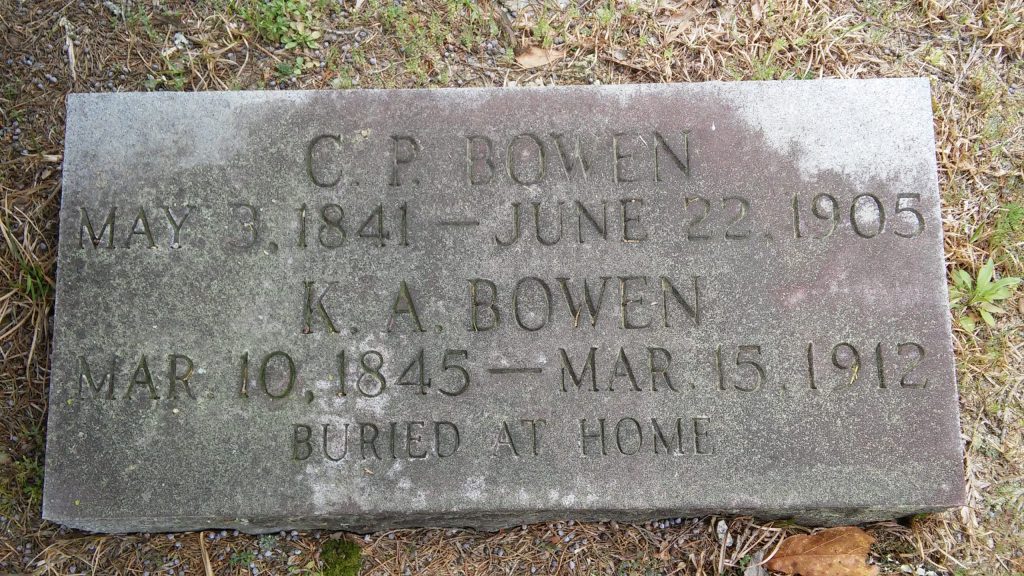 C. P. BOWEN
MAY 3, 1841 — JUNE 22, 1905
K. A. BOWEN
MAR. 10, 1845 — MAR. 15, 1912
BURIED AT HOME